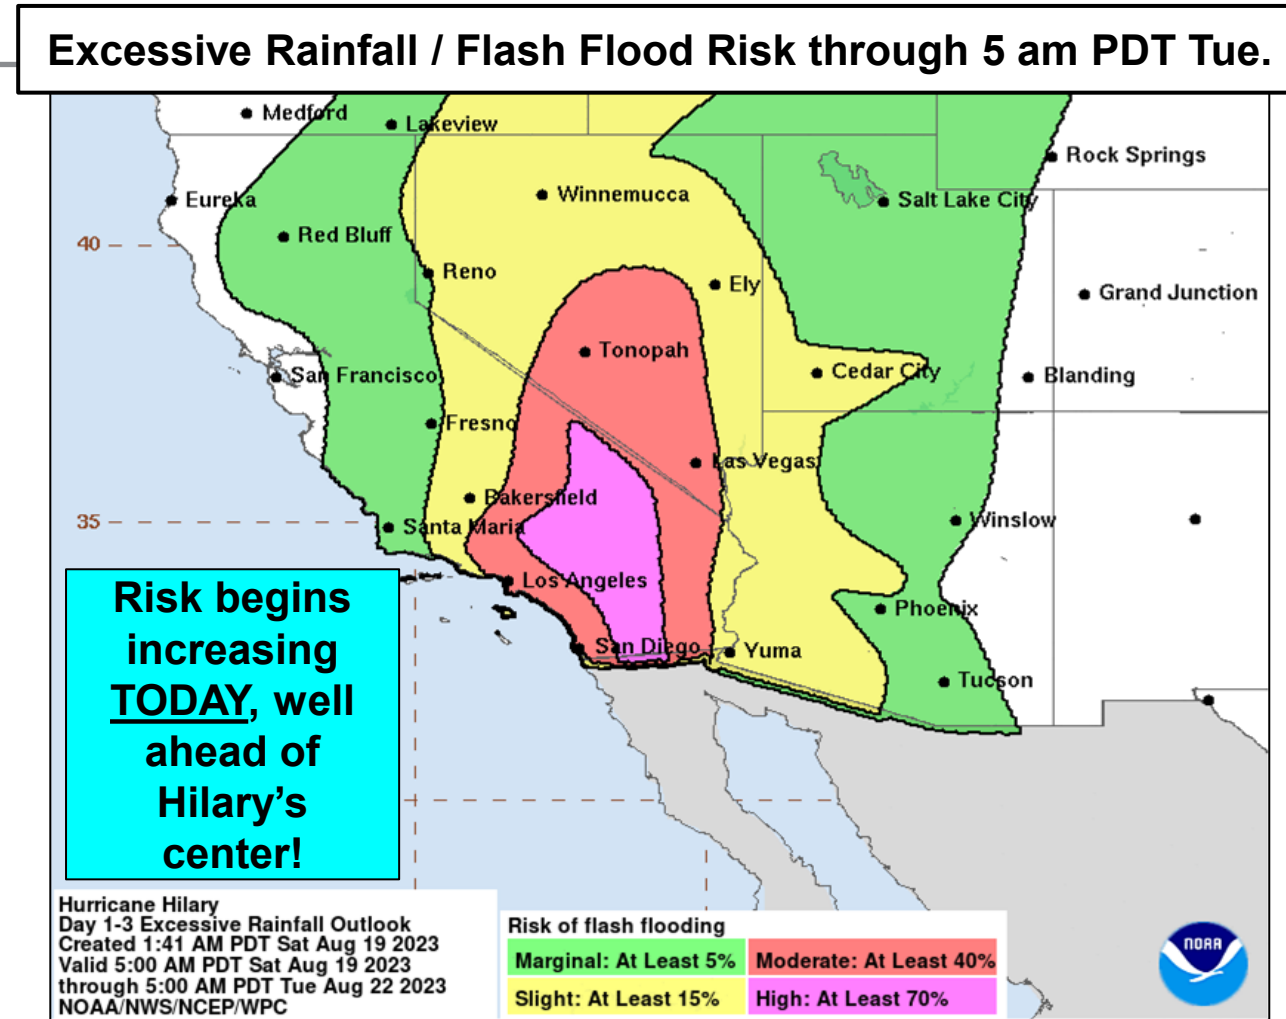 Excessive Rainfall / Flash Flood Risk through 5 am PDT Tue.
Medford
Lakeview
Rock Springs
Eureka
Winnemucca
Salt Lake City
40
Red Bluff
Reno
Ely
Grand Junction
Tonopah
San Francisco
Cedar City
Blanding
Fresno
Las Vegas
Bakersfield
35
Santa Maria
Winslow
Los Angeles
Phoenix
San Diego
Yuma
Tucson
Risk begins
increasing
TODAY, well
ahead of
Hilary’s
center!
Hurricane Hilary
Day 1-3 Excessive Rainfall Outlook
Created 1:41 AM PDT Sat Aug 19 2023
Valid 5:00 AM PDT Sat Aug 19 2023
through 5:00 AM PDT Tue Aug 22 2023
NOAA/NWS/NCEP/WPC
Risk of flash flooding
Marginal: At Least 5%
Moderate: At Least 40%
Slight: At Least 15%
High: At Least 70%
NOAA